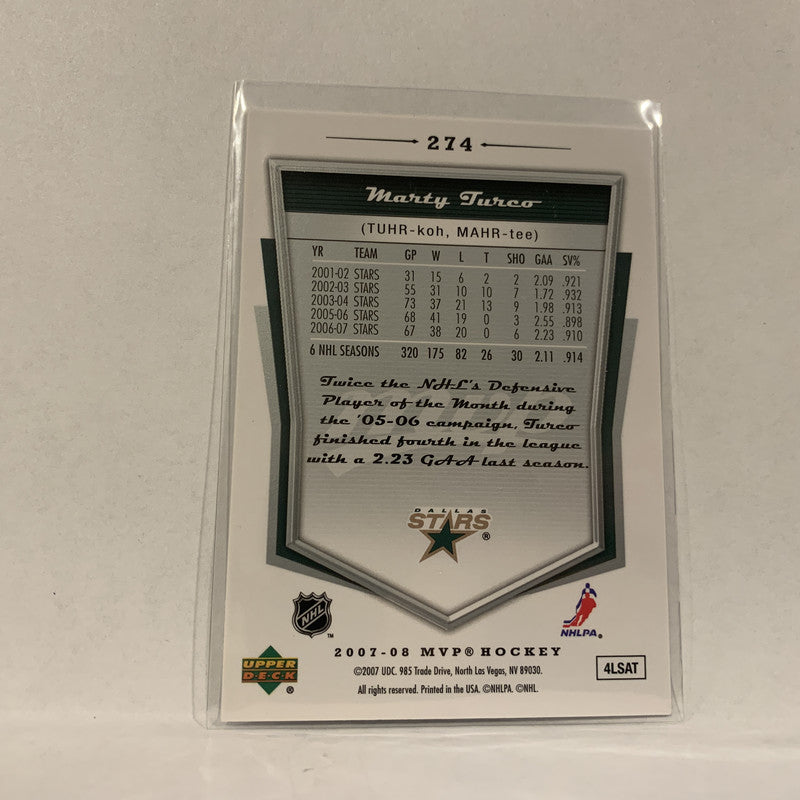 274
Marty Turco
(TUHR-koh, MAHR-tee)
YR TEAM GP W L T SHO GAA SV%
2001-02 STARS 31 15 6 2 2 2.09 .921
2002-03 STARS 55 31 10 10 7 1.72 .932
2003-04 STARS 73 37 21 13 9 1.98 .913
2005-06 STARS 68 41 19 0 3 2.55 .898
2006-07 STARS 67 38 20 0 6 2.23 .910
6 NHL SEASONS 320 175 82 26 30 2.11 .914
Twice the NHL's Defensive
Player of the Month during
the '05-06 campaign, Turco
finished fourth in the league
with a 2.23 GAA last season.
DALLAS
STARS®
NHL™
NHLPA®
2007-08 MVP® HOCKEY
UPPER
DECK®
©2007 UDC. 985 Trade Drive, North Las Vegas, NV 89030.
All rights reserved. Printed in the USA. ©NHLPA. ©NHL.
4LSAT